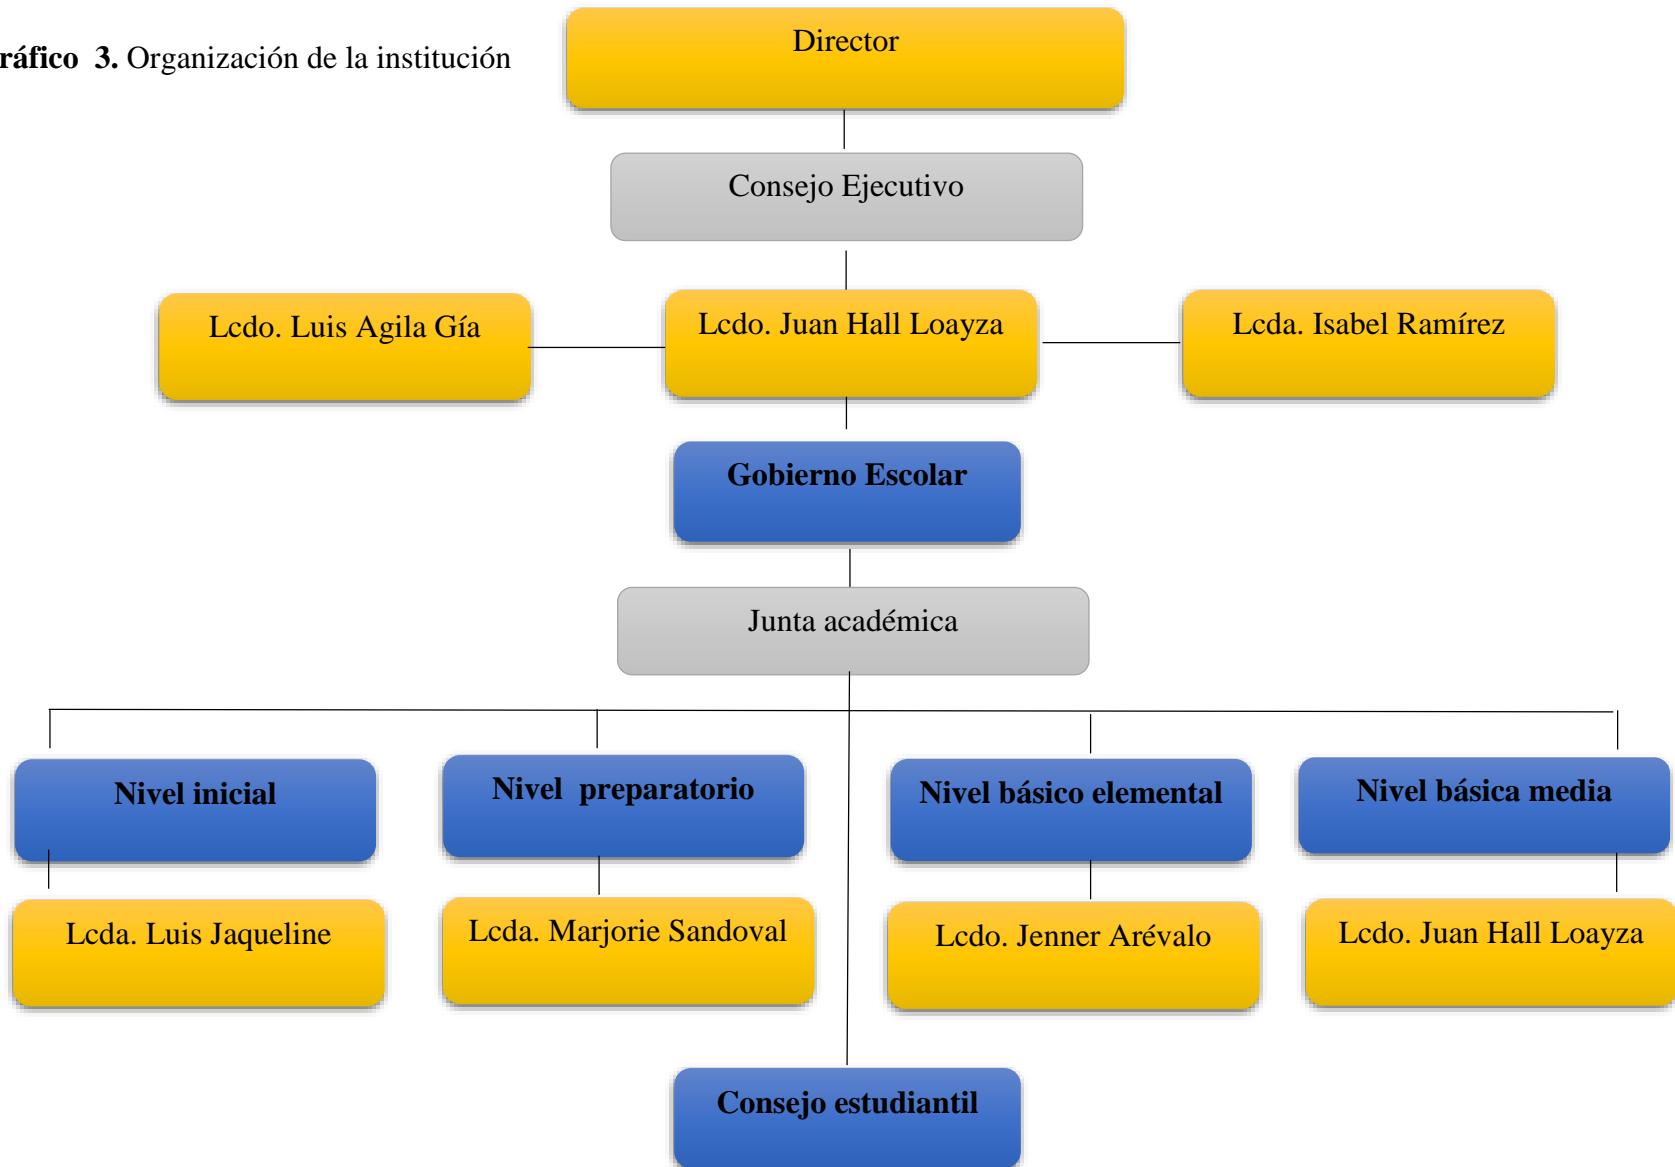 Director
ráfico 3. Organización de la institución
Consejo Ejecutivo
Lcdo. Luis Agila Gía
Lcdo. Juan Hall Loayza
Lcda. Isabel Ramírez
Gobierno Escolar
Junta académica
Nivel inicial
Nivel preparatorio
Nivel básico elemental
Nivel básica media
Lcda. Luis Jaqueline
Lcda. Marjorie Sandoval
Lcdo. Jenner Arévalo
Lcdo. Juan Hall Loayza
Consejo estudiantil